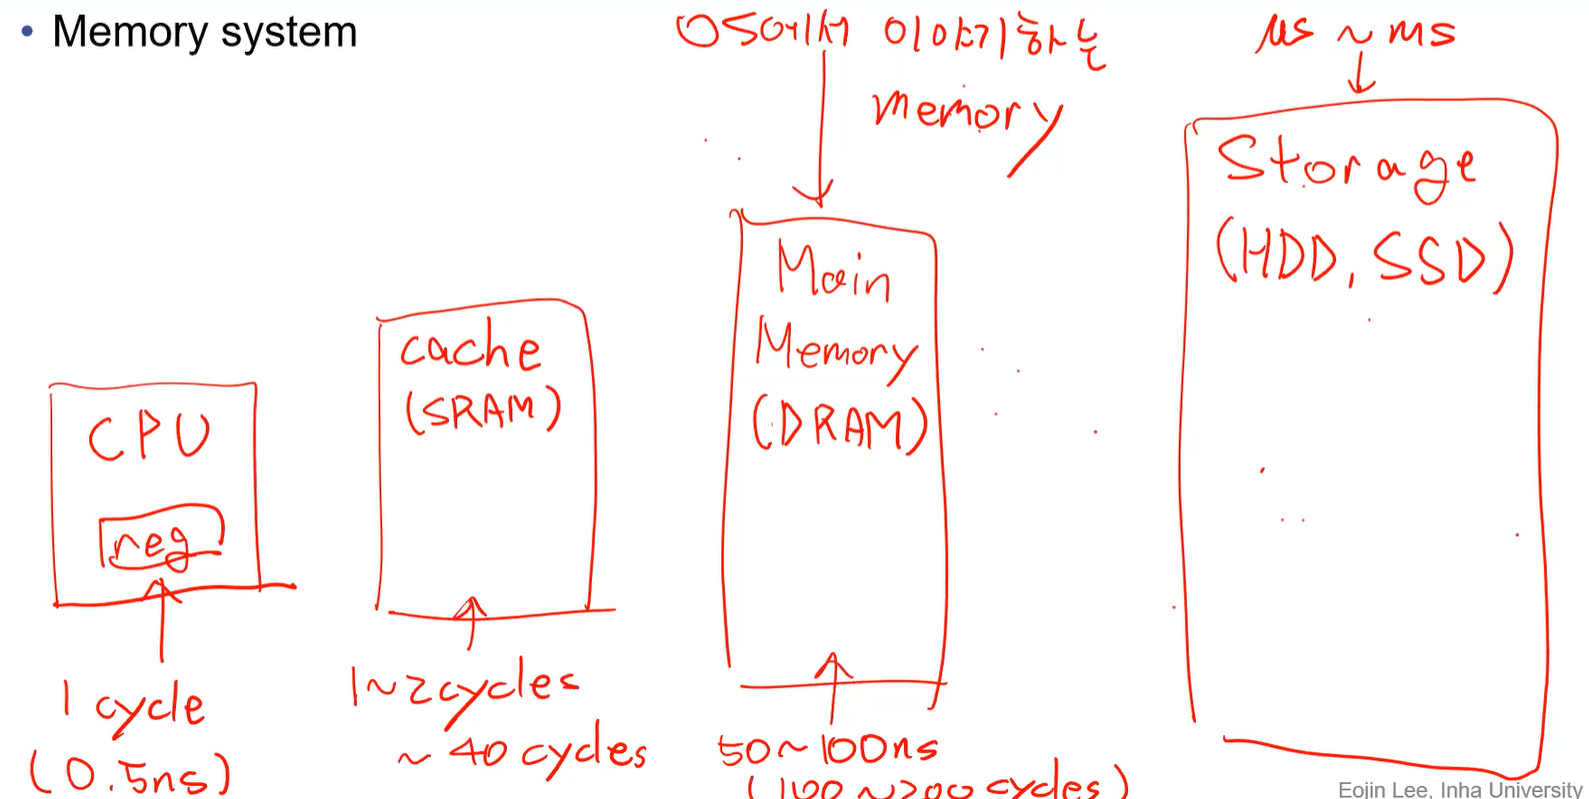 • Memory system
OS에서 이야기하는
memory
μs ~ ms
Storage
(HDD, SSD)
Main
Memory
(DRAM)
cache
(SRAM)
CPU
reg
1 cycle
(0.5ns)
1~2cycles
~ 40 cycles
50~100ns
(100~200 cycles)
Eojin Lee, Inha University